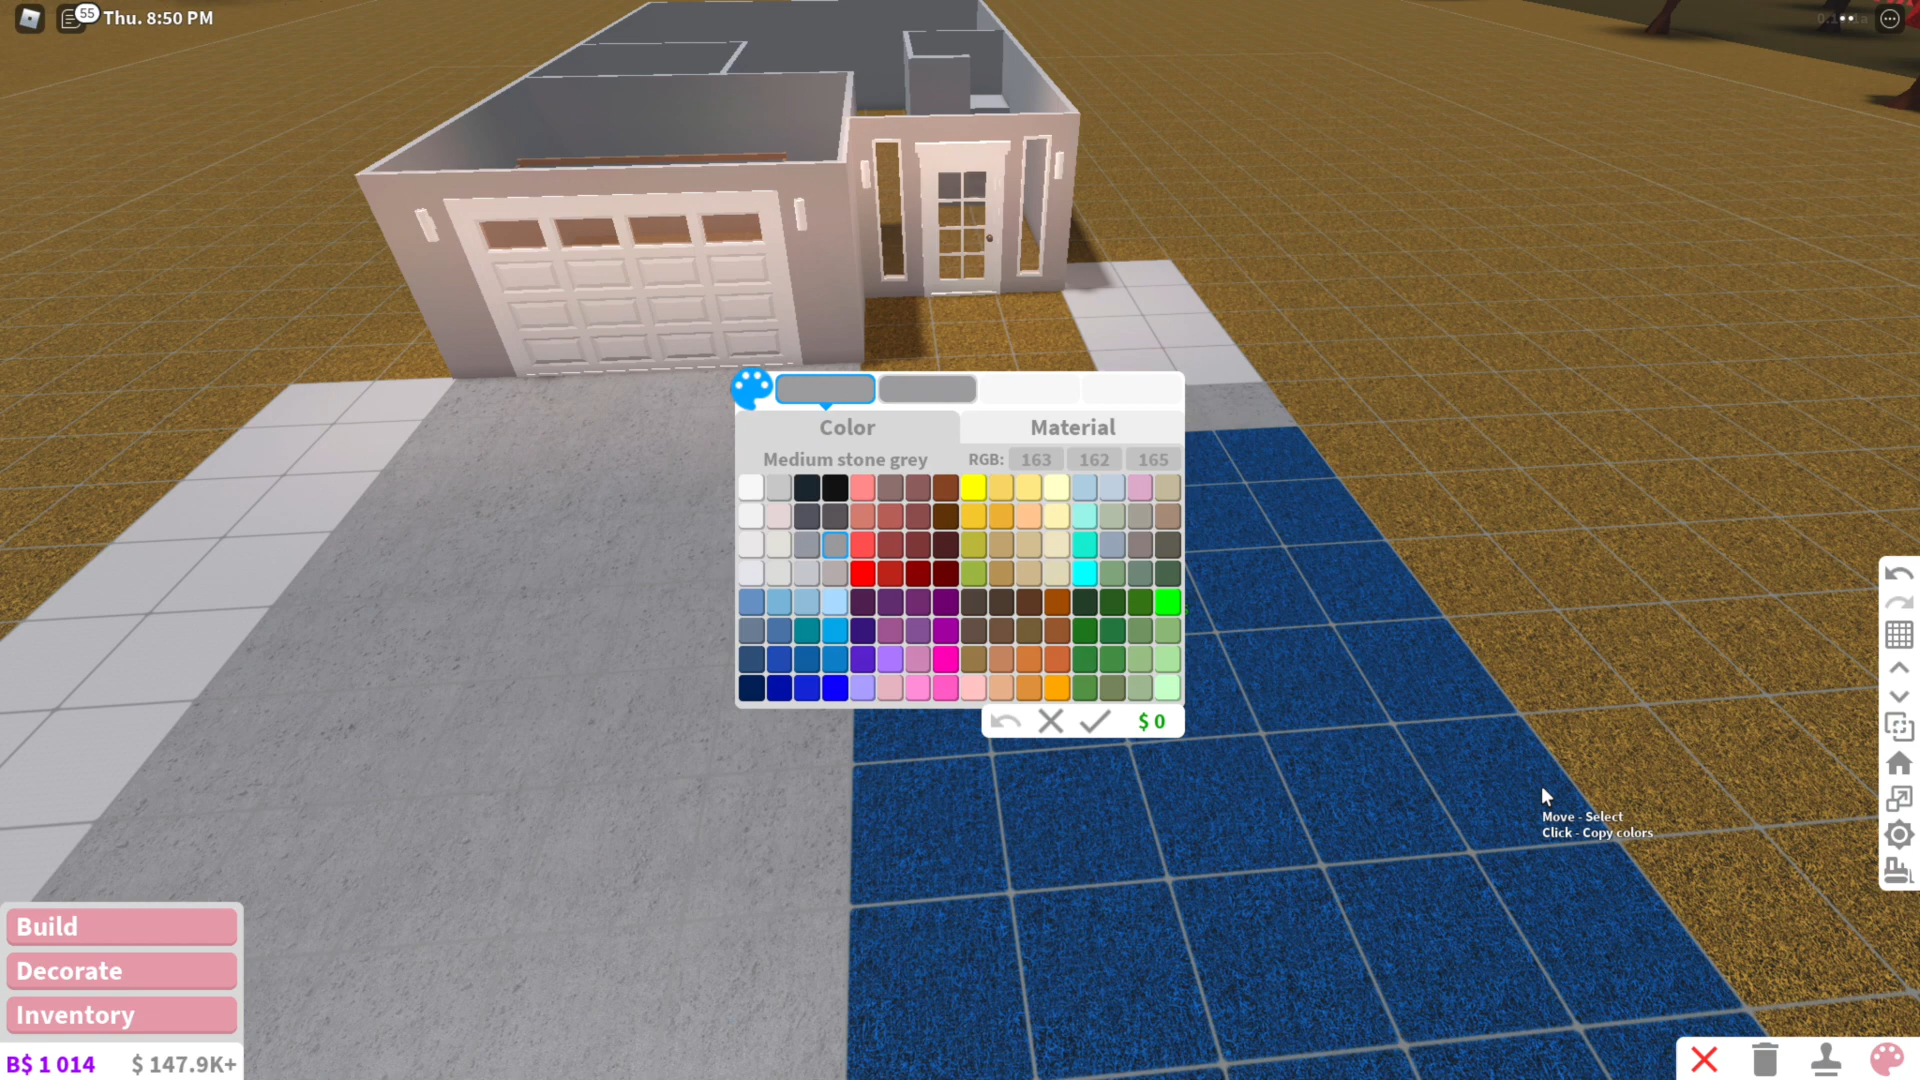 55
Thu. 8:50 PM
Color
Material
Medium stone grey
RGB: 163 162 165
$ 0
Move - Select
Click - Copy colors
Build
Decorate
Inventory
B$ 1 014
$ 147.9K+